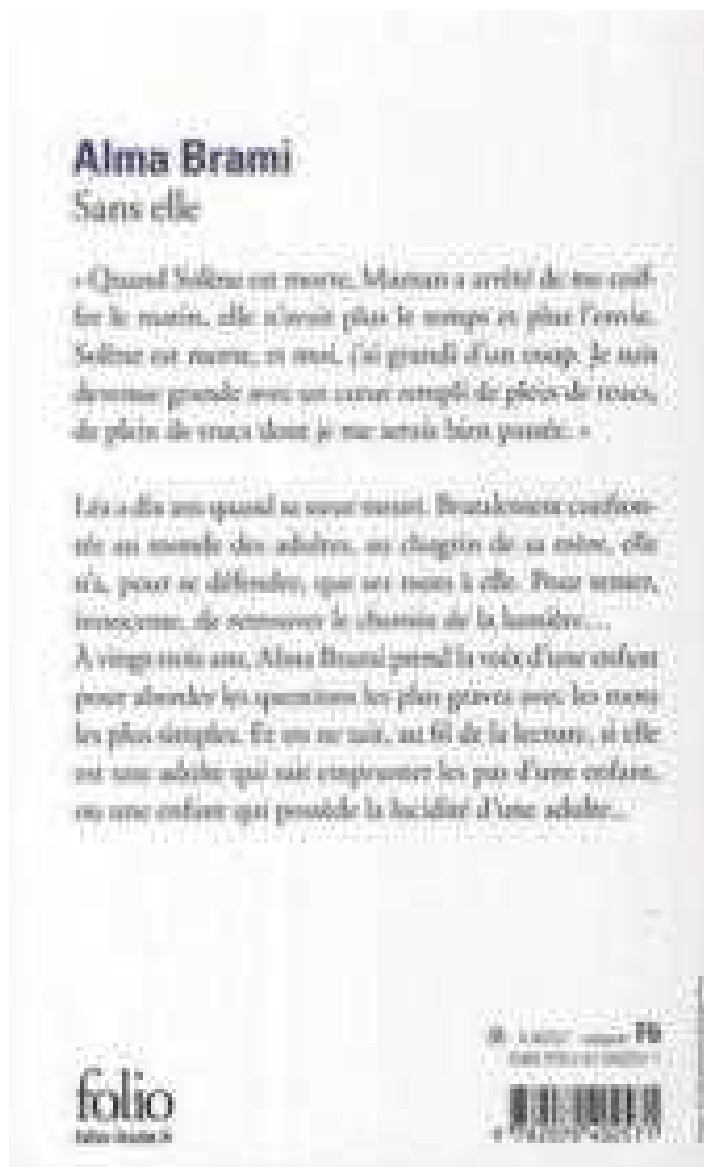 Alma Brami
Sans elle
« Quand Solène est morte, Maman a arrêté de me coif-
fer le matin, elle n'avait plus le temps et plus l'envie.
Solène est morte, et moi, j'ai grandi d'un coup. Je suis
devenue grande avec un cœur rempli de plein de trucs,
de plein de trucs dont je me serais bien passée. »
Léa a dix ans quand sa sœur meurt. Brutalement confron-
tée au monde des adultes, au chagrin de sa mère, elle
n'a, pour se défendre, que ses mots à elle. Pour tenter,
innocente, de retrouver le chemin de la lumière...
À vingt-trois ans, Alma Brami prend la voix d'une enfant
pour aborder les questions les plus graves avec les mots
les plus simples. Et on ne sait, au fil de la lecture, si elle
est une adulte qui sait emprunter les pas d'une enfant,
ou une enfant qui possède la lucidité d'une adulte...
folio